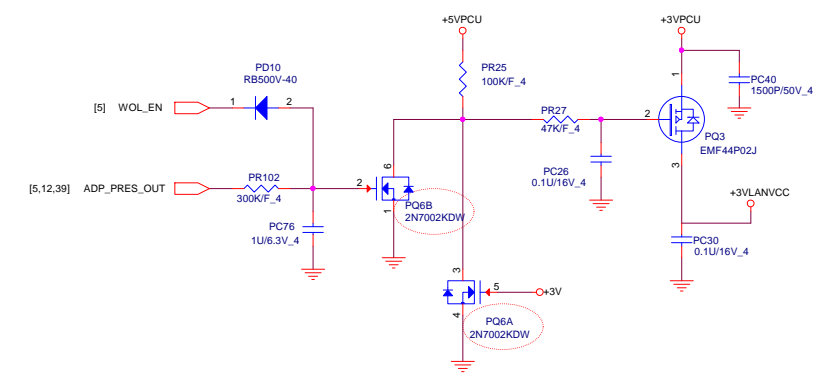 +5VPCU
+3VPCU
PD10
RB500V-40
PR25
100K/F_4
1
PC40
1500P/50V_4
[5] WOL_EN
1
2
PR27
47K/F_4
2
PQ3
EMF44P02J
6
3
PC26
0.1U/16V_4
[5,12,39] ADP_PRES_OUT
PR102
300K/F_4
2
+3VLANVCC
PQ6B
2N7002KDW
1
PC76
1U/6.3V_4
PC30
0.1U/16V_4
3
5
+3V
4
PQ6A
2N7002KDW